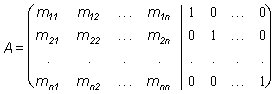 m11 m12 ... m1n | 1 0 ... 0
A = m21 m22 ... m2n | 0 1 ... 0
. . . . | . . . .
mn1 mn2 ... mnn | 0 0 ... 1